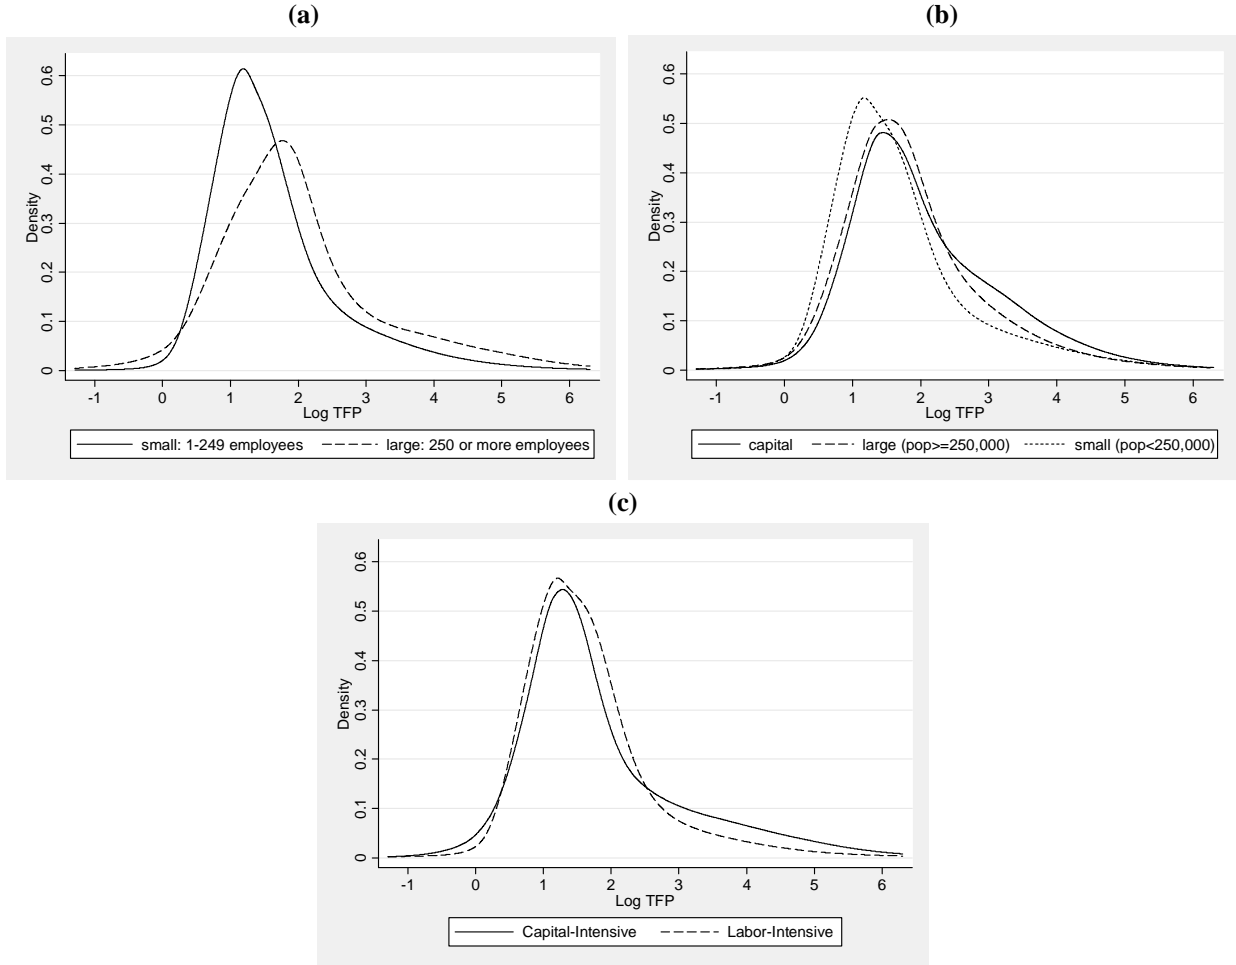 (a)
Density
0 0.1 0.2 0.3 0.4 0.5 0.6
-1 0 1 2 3 4 5 6
Log TFP
small: 1-249 employees large: 250 or more employees
(b)
Density
0 0.1 0.2 0.3 0.4 0.5 0.6
-1 0 1 2 3 4 5 6
Log TFP
capital large (pop>=250,000) small (pop<250,000)
(c)
Density
0 0.1 0.2 0.3 0.4 0.5 0.6
-1 0 1 2 3 4 5 6
Log TFP
Capital-Intensive Labor-Intensive